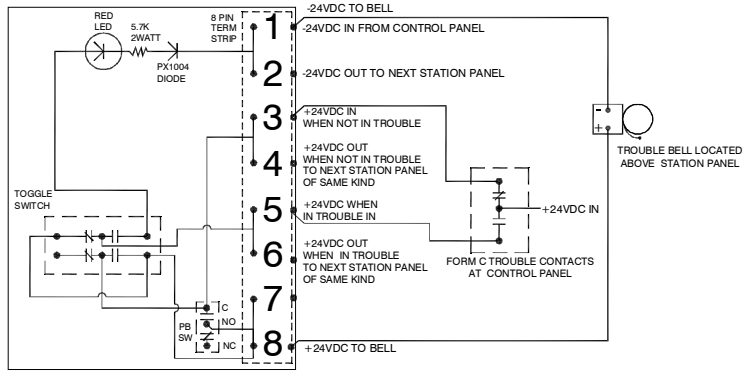 -24VDC TO BELL
RED
LED
5.7K
2WATT
PX1004
DIODE
8 PIN
TERM
STRIP
1
-24VDC IN FROM CONTROL PANEL
2
-24VDC OUT TO NEXT STATION PANEL
3
+24VDC IN
WHEN NOT IN TROUBLE
4
+24VDC OUT
WHEN NOT IN TROUBLE
TO NEXT STATION PANEL
OF SAME KIND
5
+24VDC WHEN
IN TROUBLE IN
6
+24VDC OUT
WHEN IN TROUBLE
TO NEXT STATION PANEL
OF SAME KIND
7
8
+24VDC TO BELL
TOGGLE
SWITCH
PB
SW
C
NO
NC
+24VDC IN
FORM C TROUBLE CONTACTS
AT CONTROL PANEL
-
+
TROUBLE BELL LOCATED
ABOVE STATION PANEL